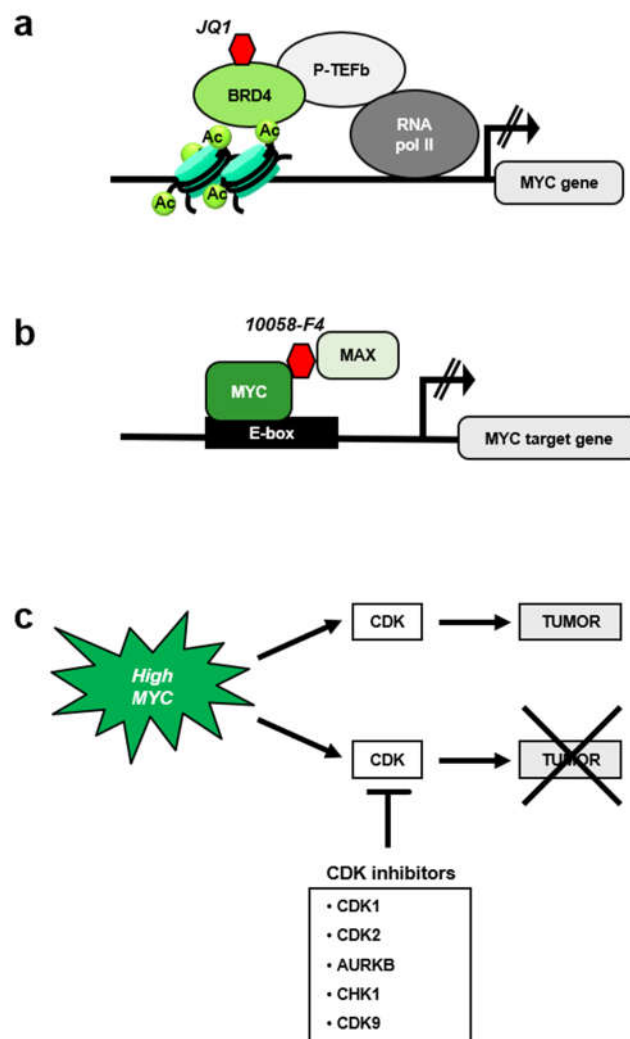 a
JQ1
P-TEFb
BRD4
RNA
pol II
Ac
Ac
Ac
Ac
MYC gene
b
10058-F4
MAX
MYC
E-box
MYC target gene
c
High
MYC
CDK
TUMOR
CDK
TUMOR
CDK inhibitors
• CDK1
• CDK2
• AURKB
• CHK1
• CDK9